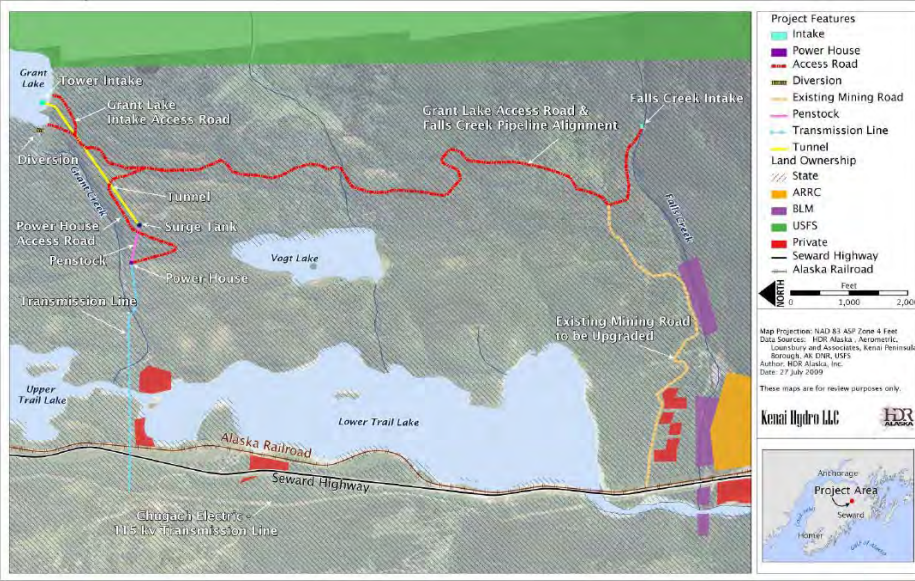 Grant
Lake
Tower Intake
Grant Lake
Intake Access Road
Diversion
Grant Creek
Tunnel
Power House
Access Road
Surge Tank
Penstock
Power House
Transmission Line
Grant Lake Access Road &
Falls Creek Pipeline Alignment
Falls Creek Intake
Falls Creek
Vogt Lake
Existing Mining Road
to be Upgraded
Upper
Trail Lake
Lower Trail Lake
Alaska Railroad
Seward Highway
Chugach Electric -
115 kv Transmission Line
Project Features
Intake
Power House
Access Road
Diversion
Existing Mining Road
Penstock
Transmission Line
Tunnel
Land Ownership
State
ARRC
BLM
USFS
Private
Seward Highway
Alaska Railroad
NORTH
Feet
0 1,000 2,00
Map Projection: NAD 83 ASP Zone 4 Feet
Data Sources: HDR Alaska, Aerometric,
Lounsbury and Associates, Kenai Peninsula
Borough, AK DNR, USFS
Author: HDR Alaska, Inc.
Date: 27 July 2009
These maps are for review purposes only.
Kenai Hydro LLC
HDR
ALASKA
Anchorage
Project Area
Seward
Homer
Cook Inlet
Gulf of Alaska